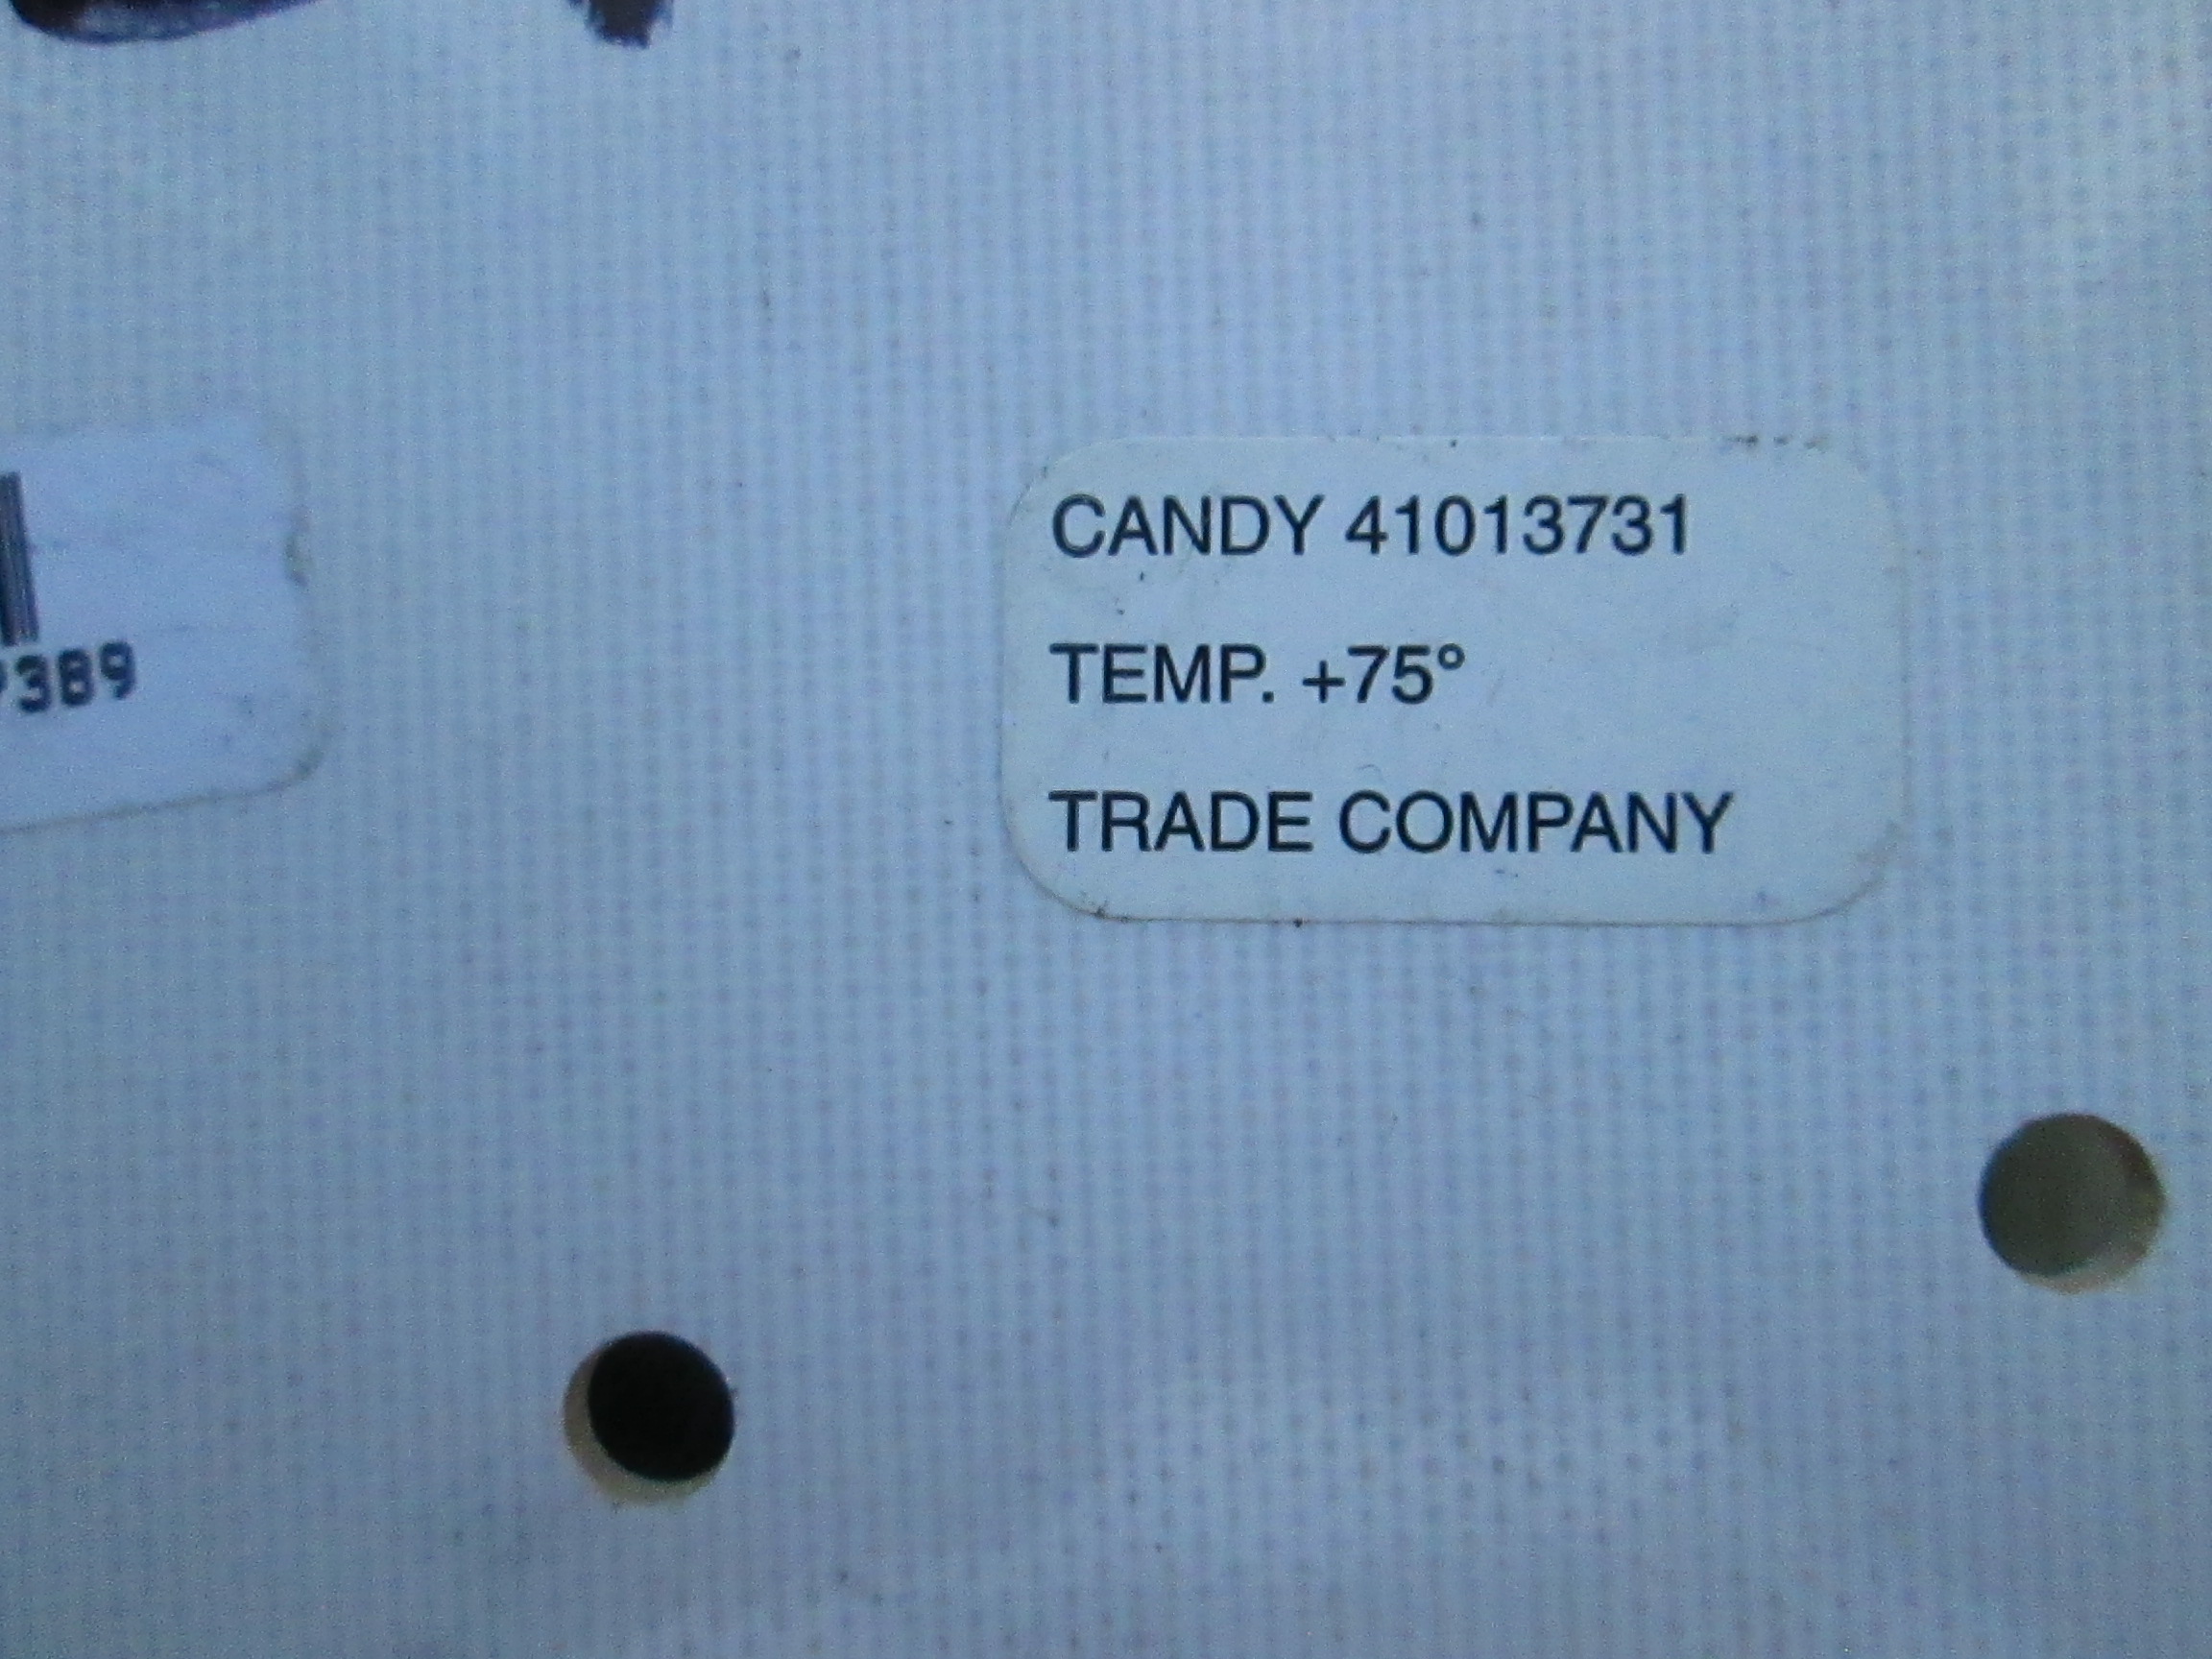 CANDY 41013731
389
TEMP. +75°
TRADE COMPANY